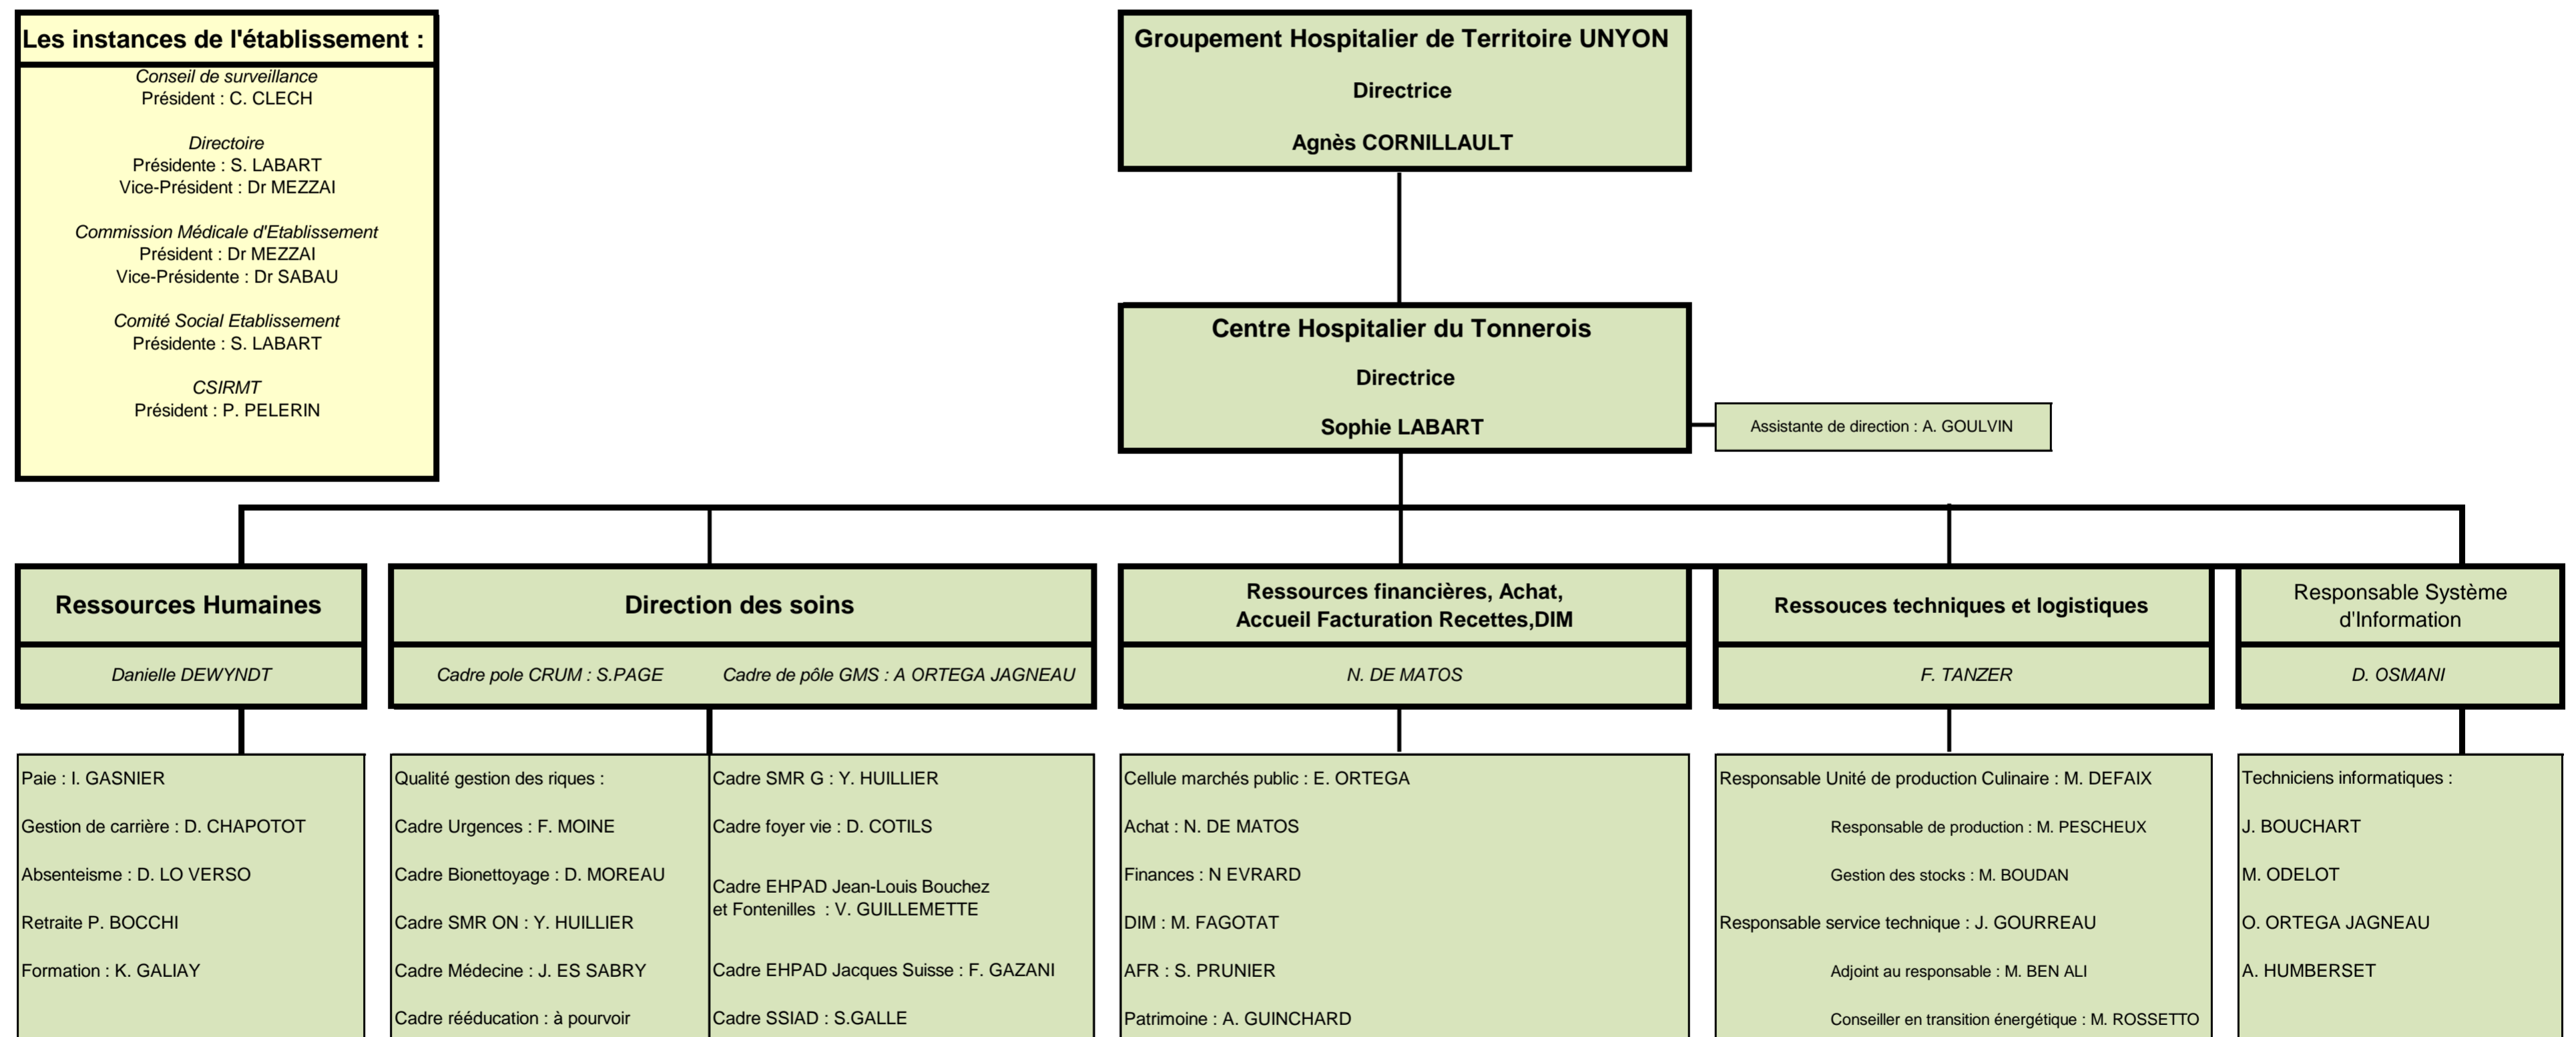 Les instances de l'établissement :
Conseil de surveillance
Président : C. CLECH
Directoire
Présidente : S. LABART
Vice-Président : Dr MEZZAI
Commission Médicale d'Etablissement
Président : Dr MEZZAI
Vice-Présidente : Dr SABAU
Comité Social Etablissement
Présidente : S. LABART
CSIRMT
Président : P. PELERIN
Groupement Hospitalier de Territoire UNYON
Directrice
Agnès CORNILLAULT
Centre Hospitalier du Tonnerois
Directrice
Sophie LABART
Assistante de direction : A. GOULVIN
Ressources Humaines
Danielle DEWYNDT
Paie : I. GASNIER
Gestion de carrière : D. CHAPOTOT
Absenteisme : D. LO VERSO
Retraite P. BOCCHI
Formation : K. GALIAY
Direction des soins
Cadre pole CRUM : S.PAGE
Cadre de pôle GMS : A ORTEGA JAGNEAU
Qualité gestion des riques :
Cadre Urgences : F. MOINE
Cadre Bionettoyage : D. MOREAU
Cadre SMR ON : Y. HUILLIER
Cadre Médecine : J. ES SABRY
Cadre rééducation : à pourvoir
Cadre SMR G : Y. HUILLIER
Cadre foyer vie : D. COTILS
Cadre EHPAD Jean-Louis Bouchez
et Fontenilles : V. GUILLEMETTE
Cadre EHPAD Jacques Suisse : F. GAZANI
Cadre SSIAD : S.GALLE
Ressources financières, Achat,
Accueil Facturation Recettes,DIM
N. DE MATOS
Cellule marchés public : E. ORTEGA
Achat : N. DE MATOS
Finances : N EVRARD
DIM : M. FAGOTAT
AFR : S. PRUNIER
Patrimoine : A. GUINCHARD
Ressouces techniques et logistiques
F. TANZER
Responsable Unité de production Culinaire : M. DEFAIX
Responsable de production : M. PESCHEUX
Gestion des stocks : M. BOUDAN
Responsable service technique : J. GOURREAU
Adjoint au responsable : M. BEN ALI
Conseiller en transition énergétique : M. ROSSETTO
Responsable Système
d'Information
D. OSMANI
Techniciens informatiques :
J. BOUCHART
M. ODELOT
O. ORTEGA JAGNEAU
A. HUMBERSET